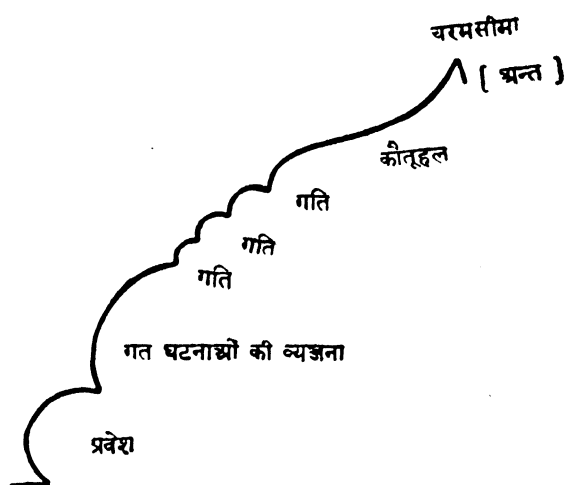 चरमसीमा
( अन्त )
कौतूहल
गति
गति
गति
गत घटनाओं की व्यञ्जना
प्रवेश